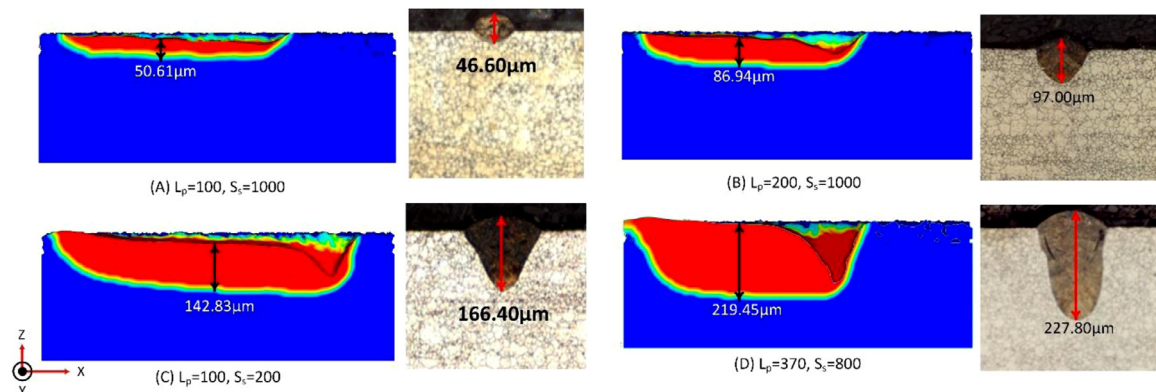 50.61µm
46.60µm
86.94µm
97.00µm
(A) Lₚ=100, Sₛ=1000
(B) Lₚ=200, Sₛ=1000
142.83µm
166.40µm
219.45µm
227.80µm
Z
X
Y
(C) Lₚ=100, Sₛ=200
(D) Lₚ=370, Sₛ=800